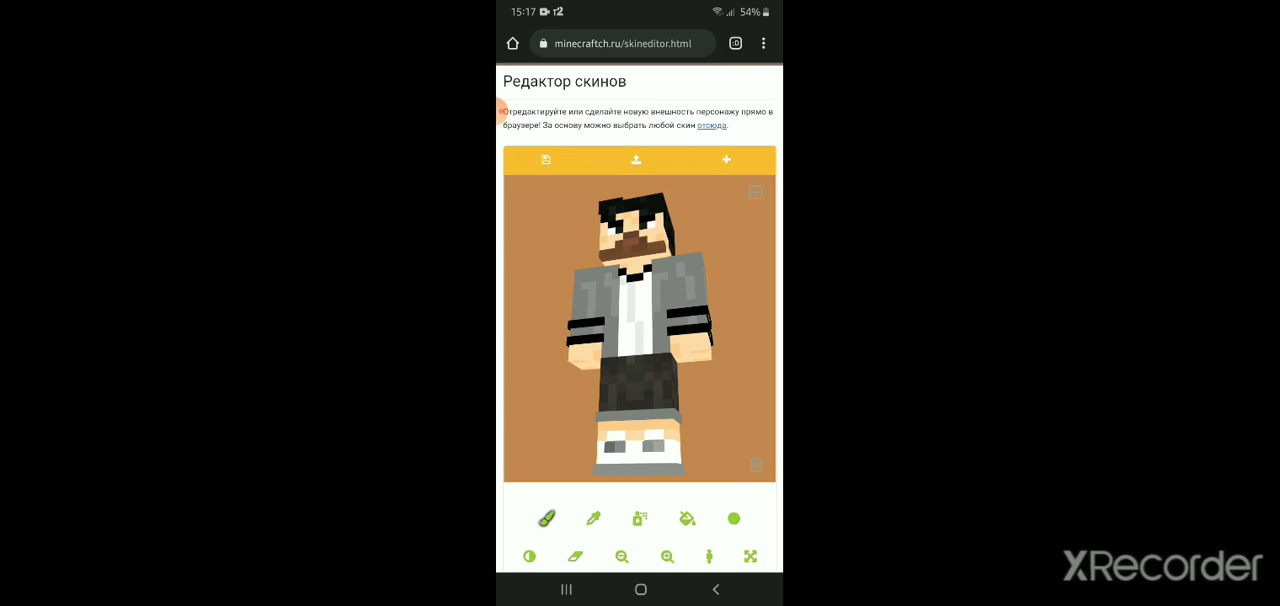 15:17 T2 54%
minecraftch.ru/skineditor.html :D
Редактор скинов
Отредактируйте или сделайте новую внешность персонажу прямо в
браузере! За основу можно выбрать любой скин отсюда.
XRecorder